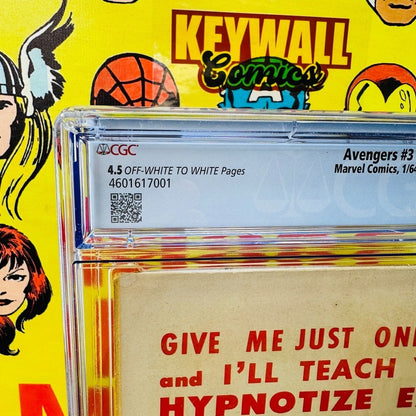 KEYWALL
Comics
CGC
Avengers #3
4.5 OFF-WHITE TO WHITE Pages
Marvel Comics, 1/64
4601617001
GIVE ME JUST ONE
and I'LL TEACH
HYPNOTIZE